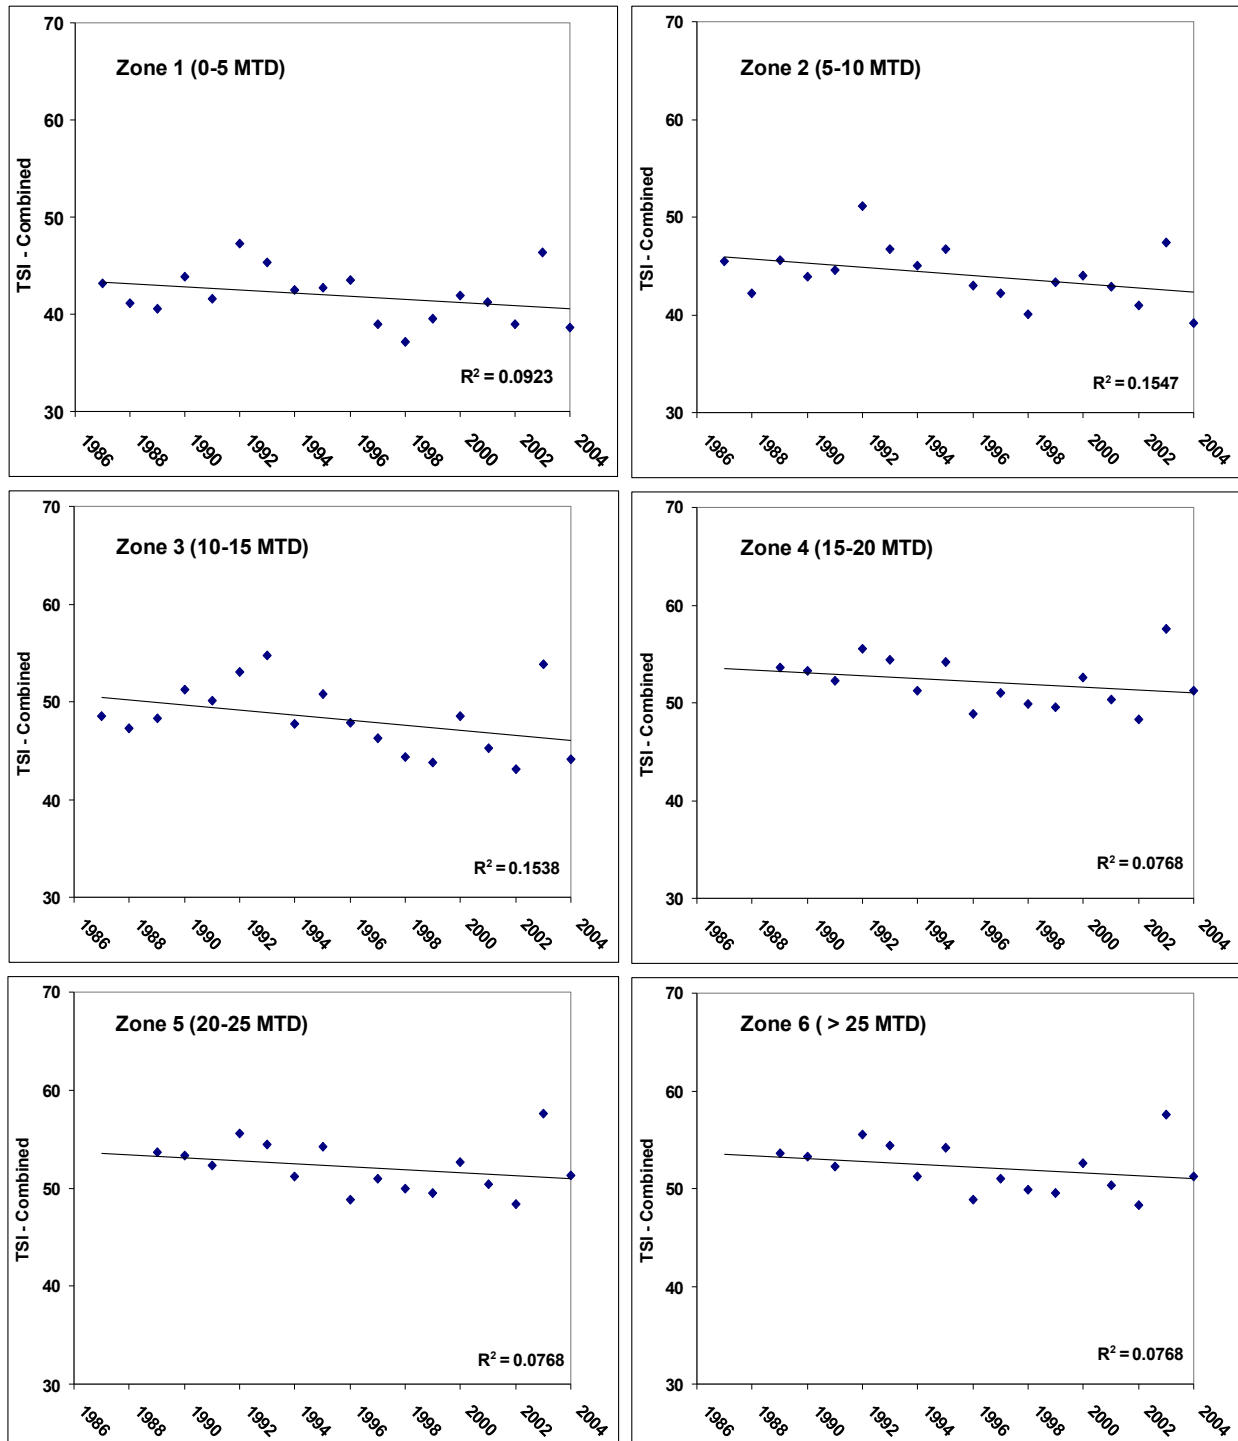 70
60
50
40
30
TSI - Combined
Zone 1 (0-5 MTD)
R² = 0.0923
1986 1988 1990 1992 1994 1996 1998 2000 2002 2004
70
60
50
40
30
TSI - Combined
Zone 2 (5-10 MTD)
R² = 0.1547
1986 1988 1990 1992 1994 1996 1998 2000 2002 2004
70
60
50
40
30
TSI - Combined
Zone 3 (10-15 MTD)
R² = 0.1538
1986 1988 1990 1992 1994 1996 1998 2000 2002 2004
70
60
50
40
30
TSI - Combined
Zone 4 (15-20 MTD)
R² = 0.0768
1986 1988 1990 1992 1994 1996 1998 2000 2002 2004
70
60
50
40
30
TSI - Combined
Zone 5 (20-25 MTD)
R² = 0.0768
1986 1988 1990 1992 1994 1996 1998 2000 2002 2004
70
60
50
40
30
TSI - Combined
Zone 6 ( > 25 MTD)
R² = 0.0768
1986 1988 1990 1992 1994 1996 1998 2000 2002 2004